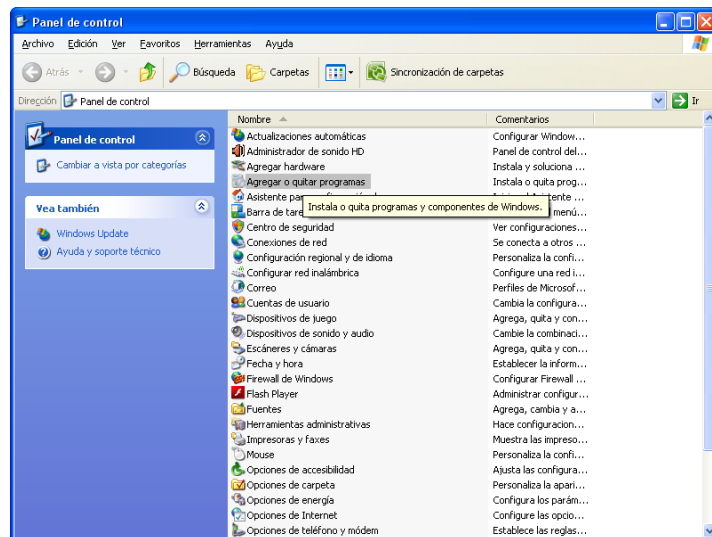 Panel de control
Archivo Edición Ver Favoritos Herramientas Ayuda
Atrás Búsqueda Carpetas Sincronización de carpetas
Dirección Panel de control Ir
Panel de control
Cambiar a vista por categorías
Vea también
Windows Update
Ayuda y soporte técnico
Nombre Comentarios
Actualizaciones automáticas Configurar Window...
Administrador de sonido HD Panel de control del...
Agregar hardware Instala y soluciona ...
Agregar o quitar programas Instala o quita prog...
Asistente para
Instala o quita programas y componentes de Windows.
Barra de tare menú...
Centro de seguridad Ver configuraciones...
Conexiones de red Se conecta a otros ...
Configuración regional y de idioma Personaliza la confi...
Configurar red inalámbrica Configure una red i...
Correo Perfiles de Microsof...
Cuentas de usuario Cambia la configura...
Dispositivos de juego Agrega, quita y con...
Dispositivos de sonido y audio Cambie la combinaci...
Escáneres y cámaras Agrega, quita y con...
Fecha y hora Establecer la inform...
Firewall de Windows Configurar Firewall ...
Flash Player Administrar configur...
Fuentes Agrega, cambia y a...
Herramientas administrativas Hace configuracion...
Impresoras y faxes Muestra las impreso...
Mouse Personaliza la confi...
Opciones de accesibilidad Ajusta las configura...
Opciones de carpeta Personaliza la apari...
Opciones de energía Configura los parám...
Opciones de Internet Configure las opcio...
Opciones de teléfono y módem Establece las reglas...